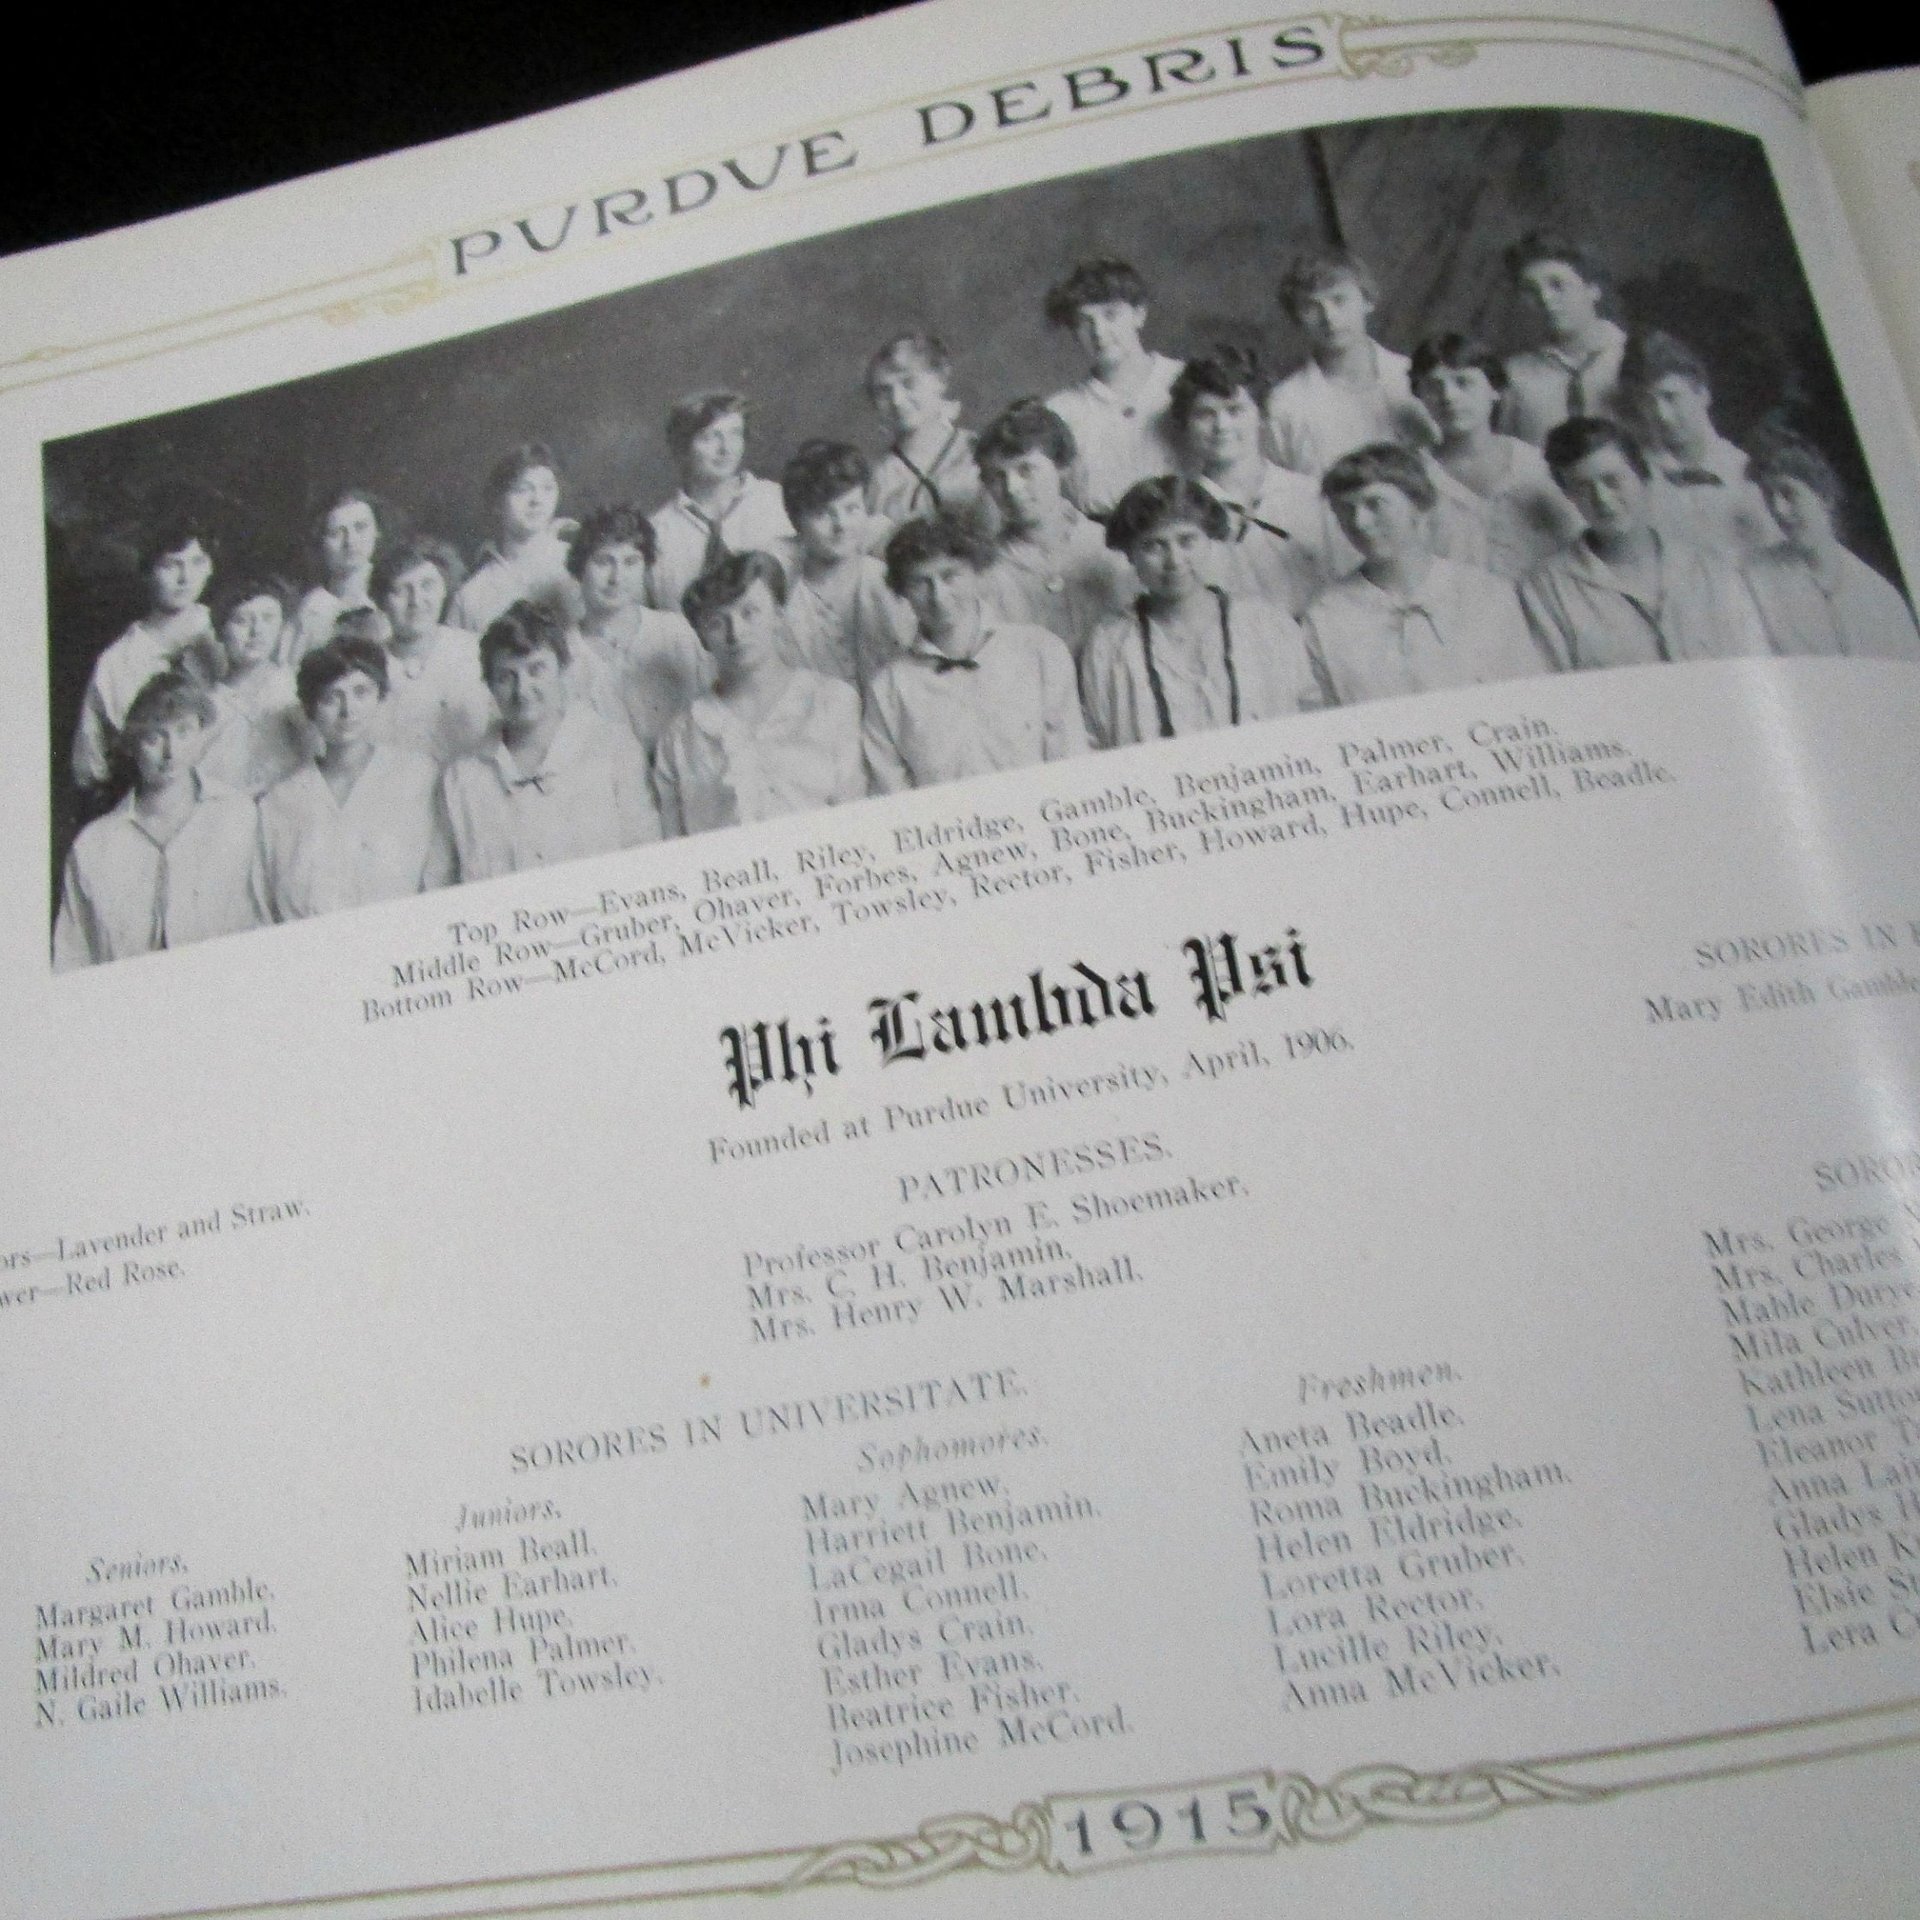 PURDUE DEBRIS
Top Row—Evans, Beall, Riley, Eldridge, Gamble, Benjamin, Palmer, Crain.
Middle Row—Gruber, Ohaver, Forbes, Agnew, Bone, Buckingham, Earhart, Williams.
Bottom Row—McCord, McVicker, Towsley, Rector, Fisher, Howard, Hupe, Connell, Beadle.
Phi Lambda Psi
Founded at Purdue University, April, 1906.
ors—Lavender and Straw.
wer—Red Rose.
PATRONESSES.
Professor Carolyn E. Shoemaker.
Mrs. C. H. Benjamin.
Mrs. Henry W. Marshall.
SORORES IN UNIVERSITATE.
Seniors.
Margaret Gamble.
Mary M. Howard.
Mildred Ohaver.
N. Gaile Williams.
Juniors.
Miriam Beall.
Nellie Earhart.
Alice Hupe.
Philena Palmer.
Idabelle Towsley.
Sophomores.
Mary Agnew.
Harriett Benjamin.
LaCegail Bone.
Irma Connell.
Gladys Crain.
Esther Evans.
Beatrice Fisher.
Josephine McCord.
Freshmen.
Aneta Beadle.
Emily Boyd.
Roma Buckingham.
Helen Eldridge.
Loretta Gruber.
Lora Rector.
Lucille Riley.
Anna McVicker.
SORORES IN
Mary Edith Gamble
Mrs. George
Mrs. Charles
Mable
Mila Culver.
Kathleen
Lena
Eleanor
Anna
Gladys
Helen
Elsie
Lera
1915